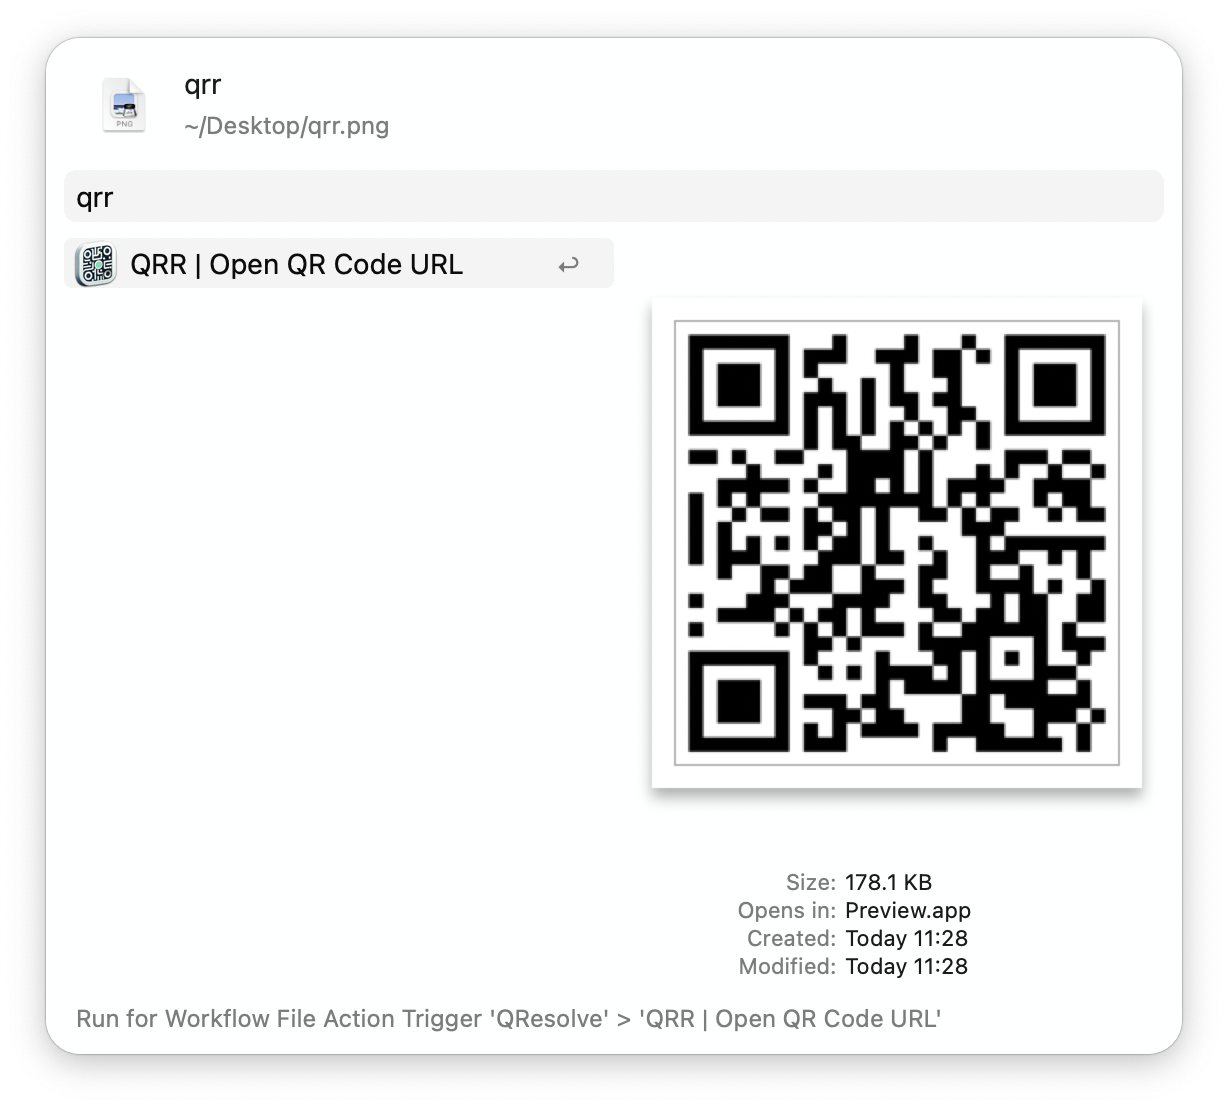 qrr
~/Desktop/qrr.png
qrr
QRR | Open QR Code URL
PNG
Size: 178.1 KB
Opens in: Preview.app
Created: Today 11:28
Modified: Today 11:28
Run for Workflow File Action Trigger 'QResolve' > 'QRR | Open QR Code URL'